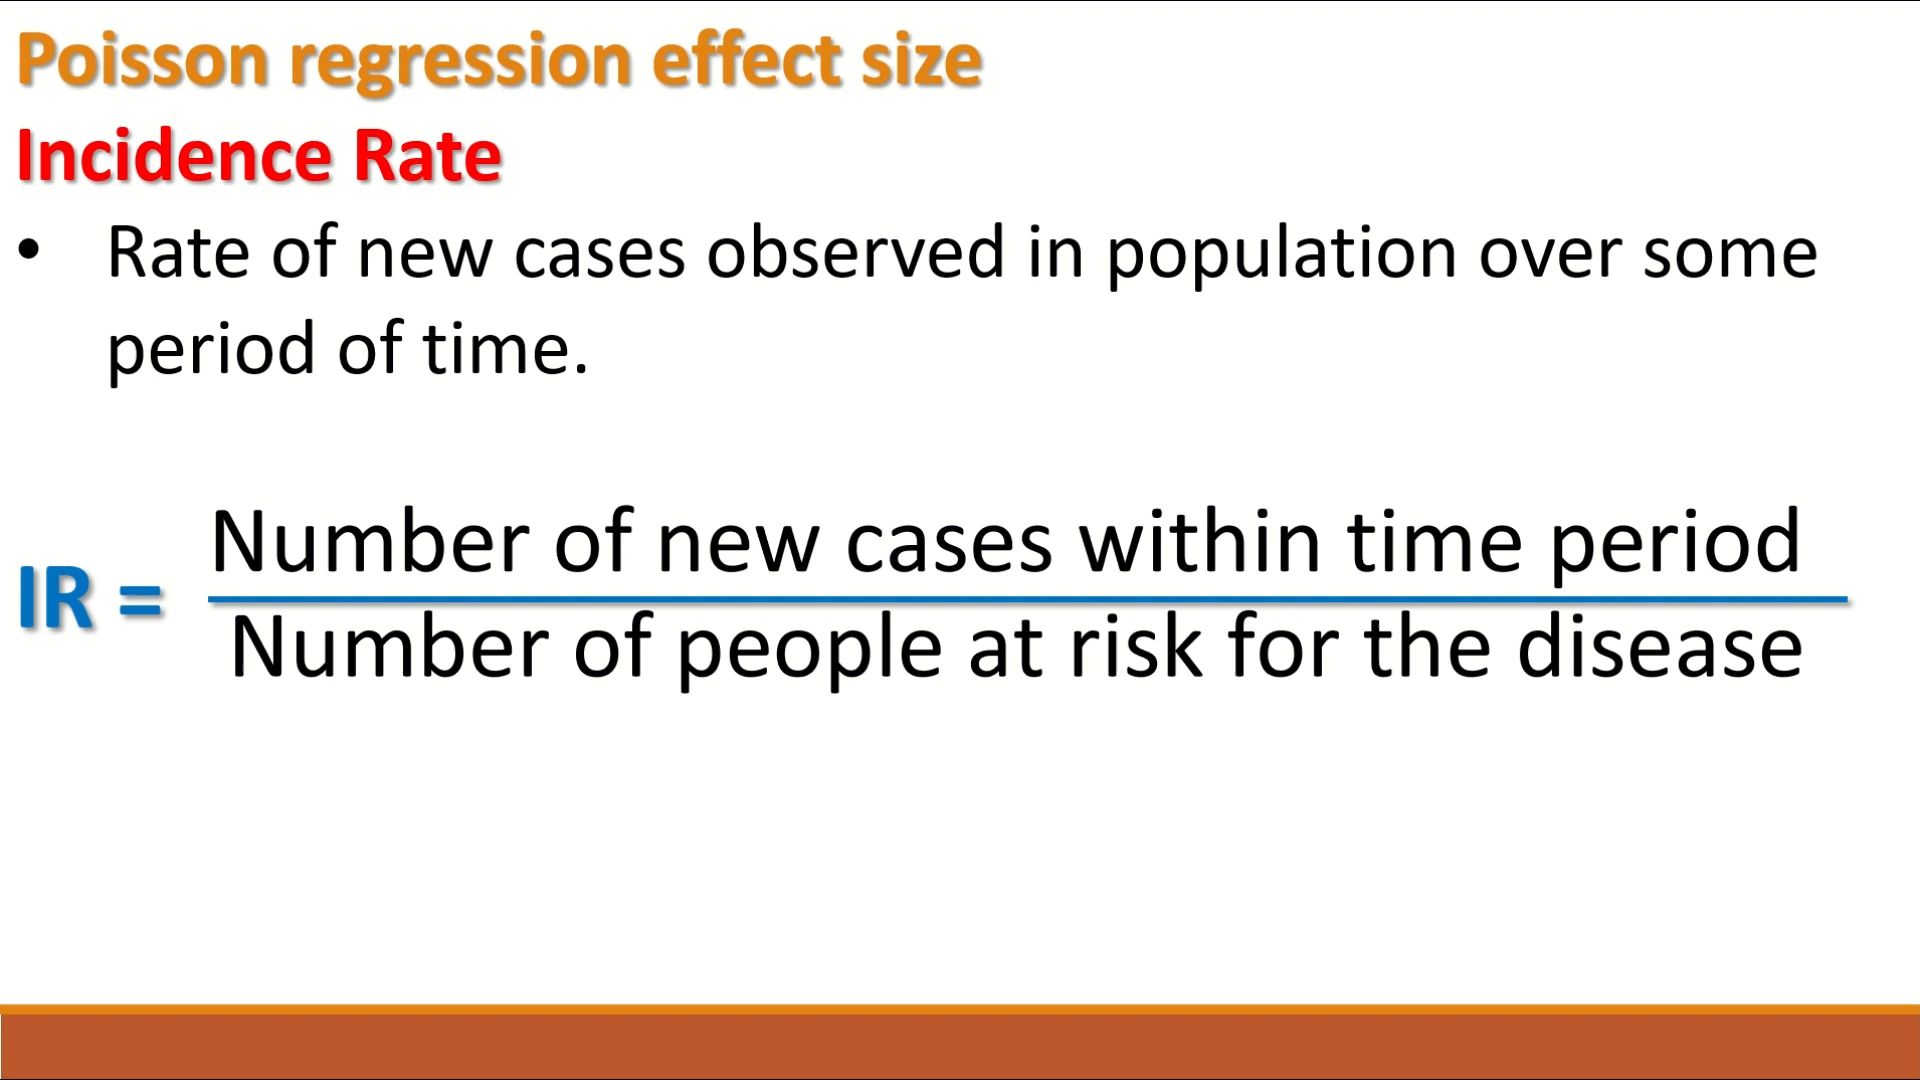 Poisson regression effect size
Incidence Rate
• Rate of new cases observed in population over some
period of time.
Number of new cases within time period
IR =
Number of people at risk for the disease